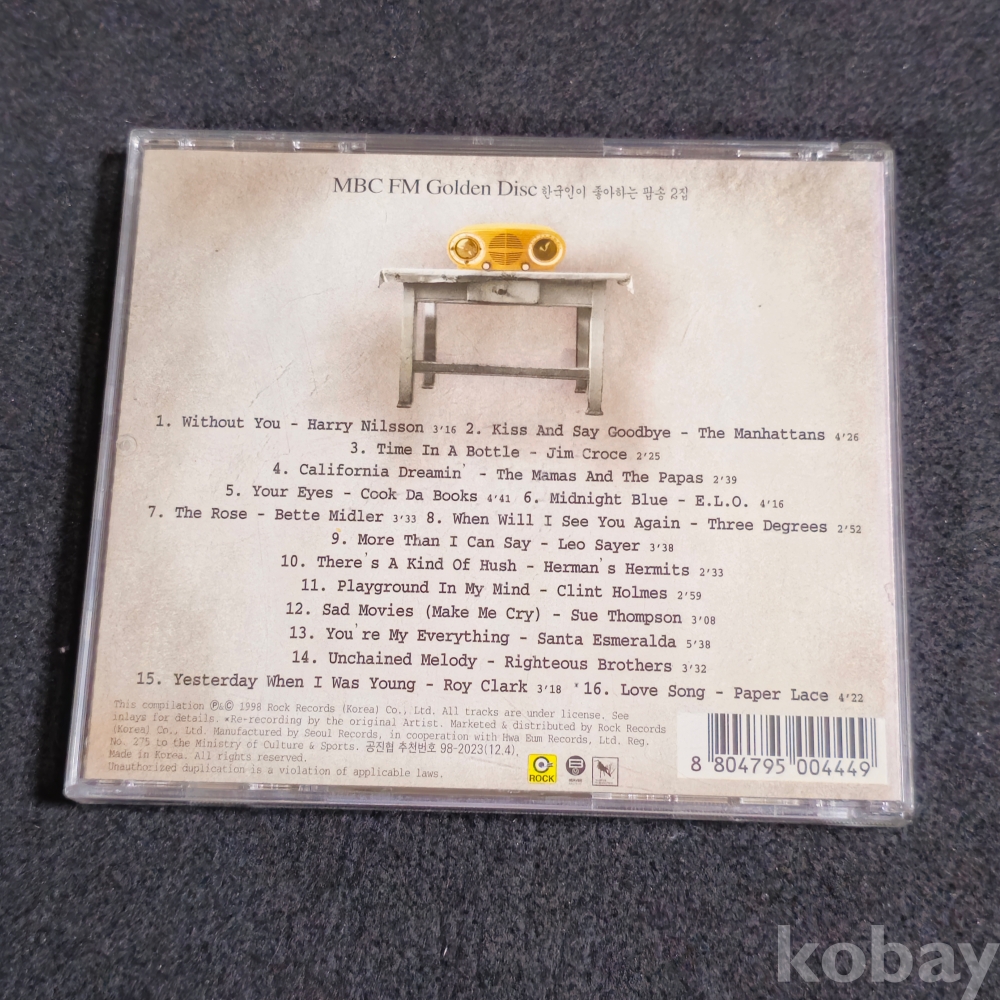 MBC FM Golden Disc 한국인이 좋아하는 팝송 2집
1. Without You - Harry Nilsson 3'16 2. Kiss And Say Goodbye - The Manhattans 4'26
3. Time In A Bottle - Jim Croce 2'25
4. California Dreamin' - The Mamas And The Papas 2'39
5. Your Eyes - Cook Da Books 4'41 6. Midnight Blue - E.L.O. 4'16
7. The Rose - Bette Midler 3'33 8. When Will I See You Again - Three Degrees 2'52
9. More Than I Can Say - Leo Sayer 3'38
10. There's A Kind Of Hush - Herman's Hermits 2'33
11. Playground In My Mind - Clint Holmes 2'59
12. Sad Movies (Make Me Cry) - Sue Thompson 3'08
13. You're My Everything - Santa Esmeralda 5'38
14. Unchained Melody - Righteous Brothers 3'32
15. Yesterday When I Was Young - Roy Clark 3'18 *16. Love Song - Paper Lace 4'22
This compilation ℗&© 1998 Rock Records (Korea) Co., Ltd. All tracks are under license. See
inlays for details. *Re-recording by the original Artist. Marketed & distributed by Rock Records
(Korea) Co., Ltd. Manufactured by Seoul Records, in cooperation with Hwa Eum Records, Ltd. Reg.
No. 275 to the Ministry of Culture & Sports. 공진협 추천번호 98-2023(12.4).
Made in Korea. All rights reserved.
Unauthorized duplication is a violation of applicable laws.
ROCK
8 804795 004449
kobay